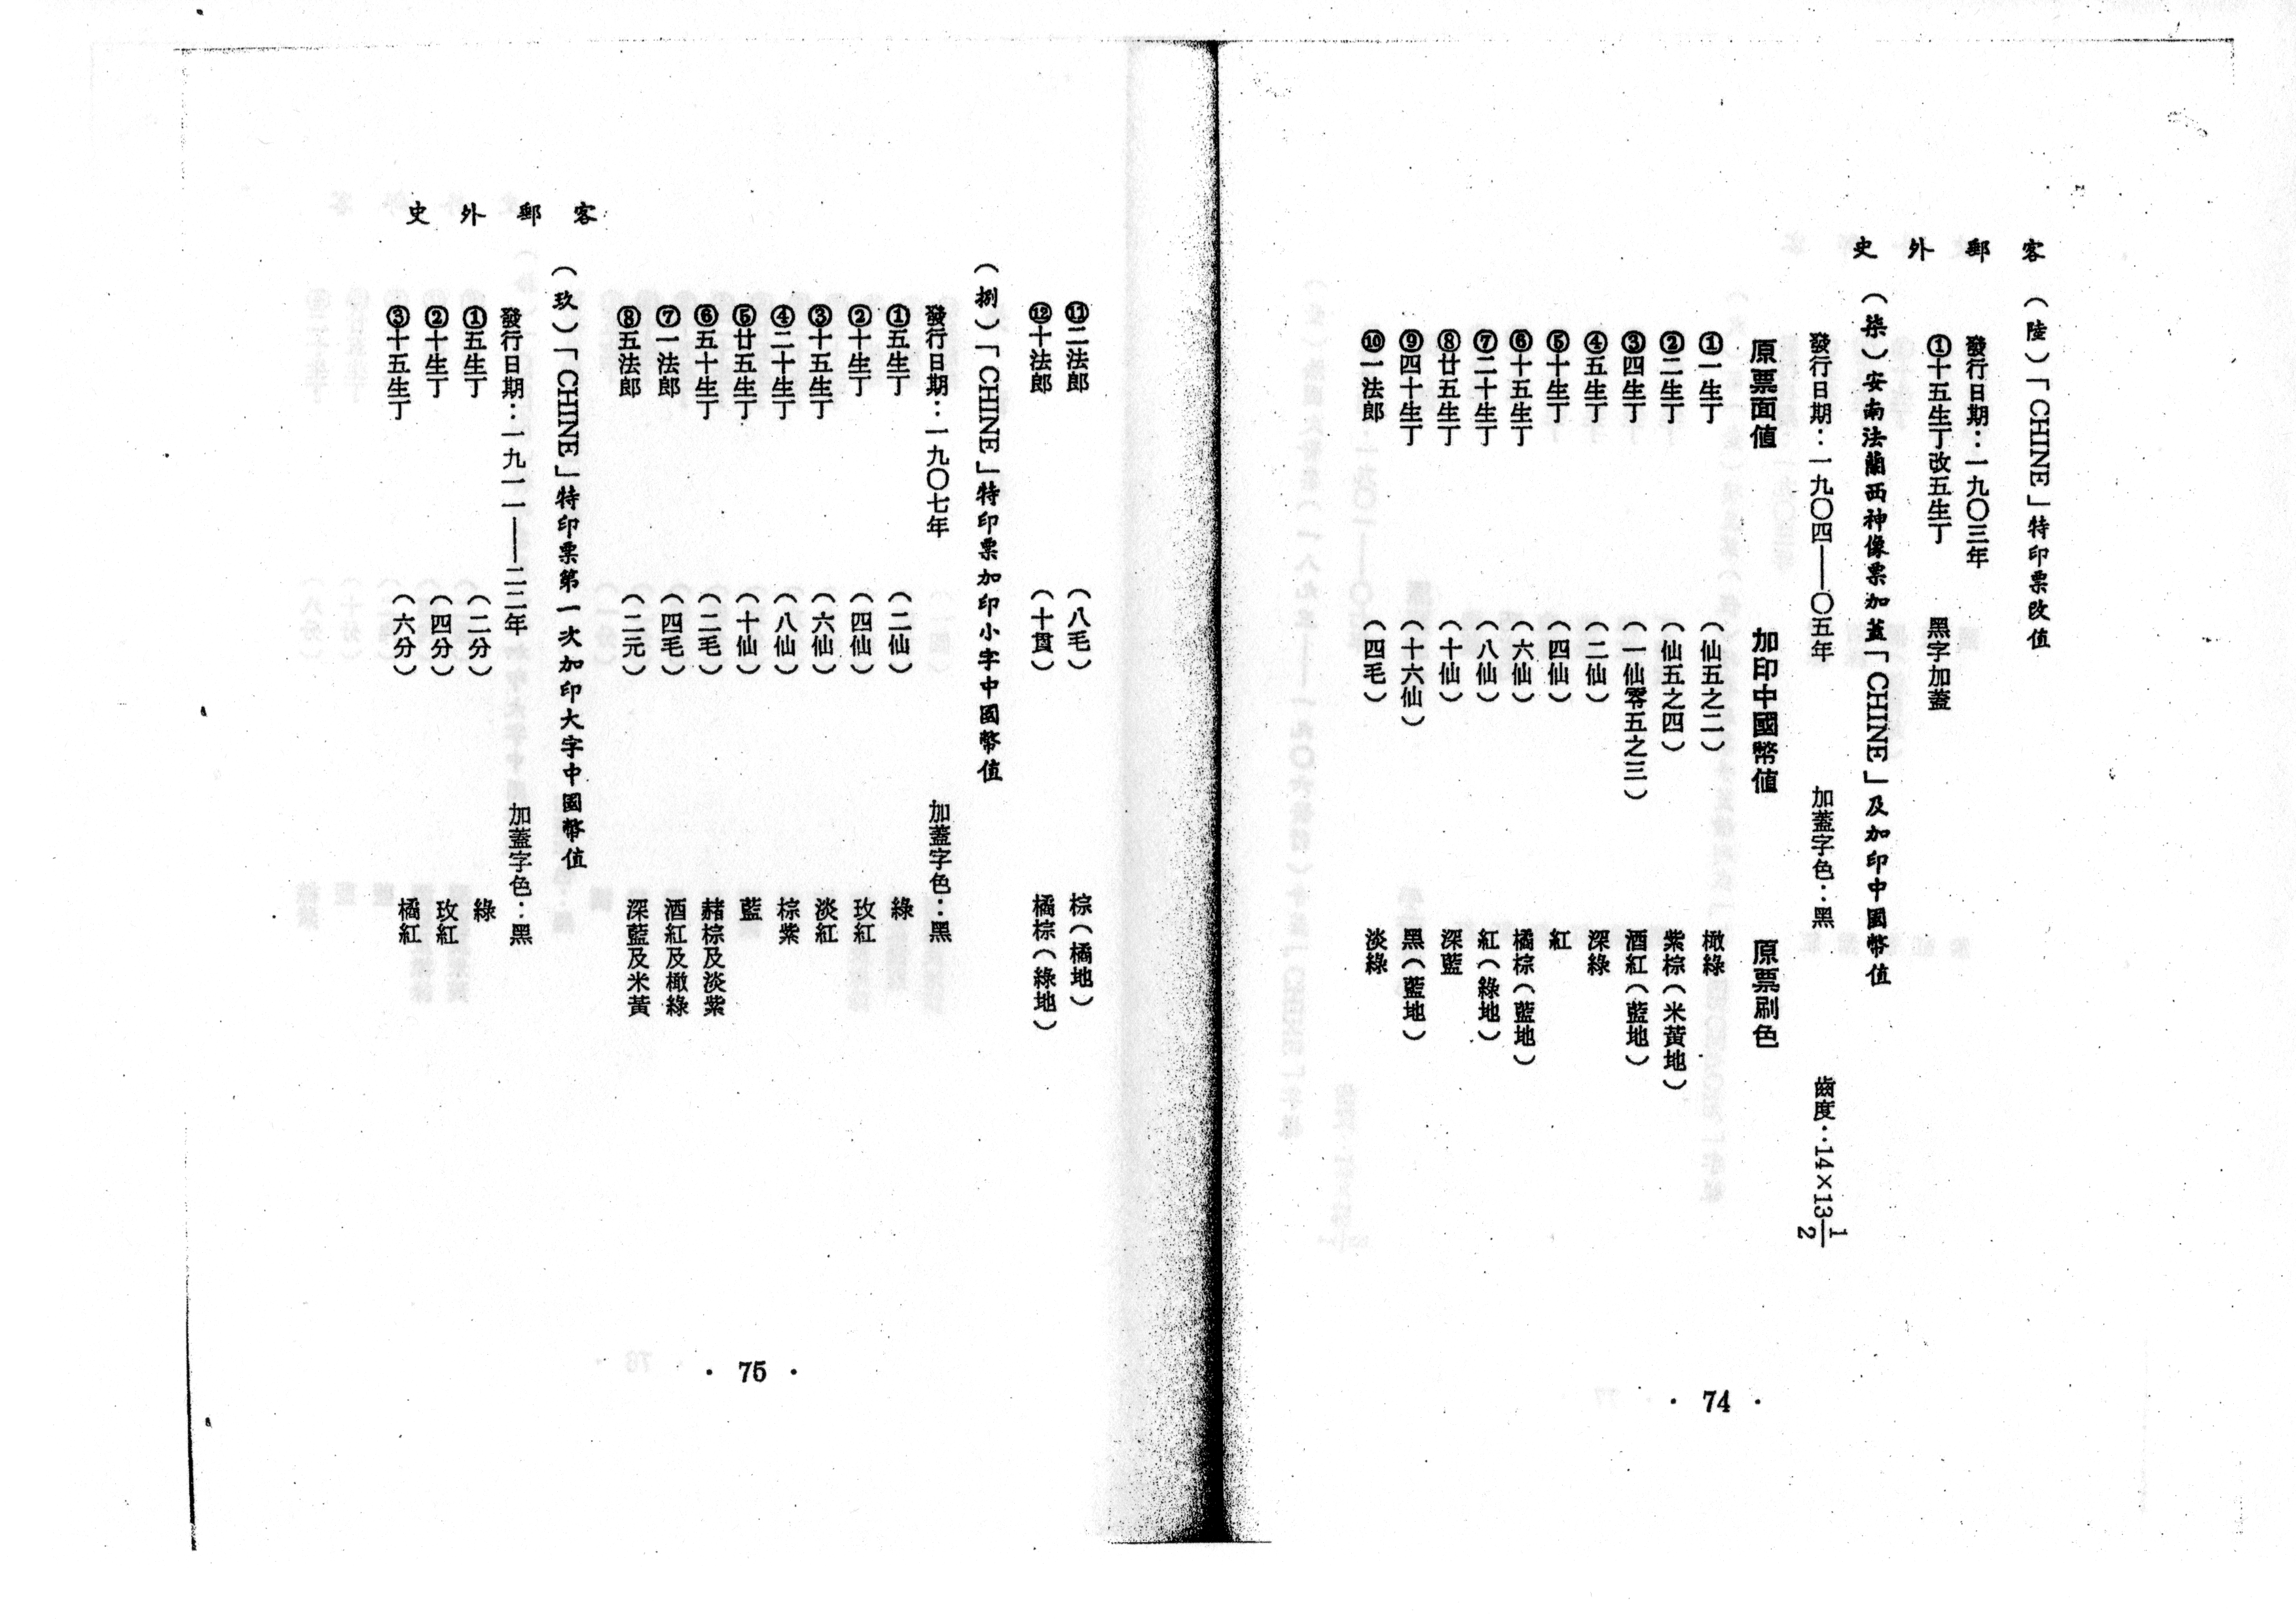 客郵外史
(陸)「CHINE」特印票改值
發行日期：一九〇三年
①十五生丁改五生丁 黑字加蓋
(柒)安南法蘭西神像票加蓋「CHINE」及加印中國幣值
發行日期：一九〇四——〇五年 加蓋字色：黑 齒度：14×13 1/2
原票面值 加印中國幣值 原票刷色
①一生丁 (仙五之二) 橄綠
②二生丁 (仙五之四) 紫棕(米黃地)
③四生丁 (一仙零五之三) 酒紅(藍地)
④五生丁 (二仙) 深綠
⑤十生丁 (四仙) 紅
⑥十五生丁 (六仙) 橘棕(藍地)
⑦二十生丁 (八仙) 紅(綠地)
⑧廿五生丁 (十仙) 深藍
⑨四十生丁 (十六仙) 黑(藍地)
⑩一法郎 (四毛) 淡綠
· 74 ·
客郵外史
⑪二法郎 (八毛) 棕(橘地)
⑫十法郎 (十貫) 橘棕(綠地)
(捌)「CHINE」特印票加印小字中國幣值
發行日期：一九〇七年 加蓋字色：黑
①五生丁 (二仙) 綠
②十生丁 (四仙) 玫紅
③十五生丁 (六仙) 淡紅
④二十生丁 (八仙) 棕紫
⑤廿五生丁 (十仙) 藍
⑥五十生丁 (二毛) 赭棕及淡紫
⑦一法郎 (四毛) 酒紅及橄綠
⑧五法郎 (二元) 深藍及米黃
(玖)「CHINE」特印票第一次加印大字中國幣值
發行日期：一九一一——二二年 加蓋字色：黑
①五生丁 (二分) 綠
②十生丁 (四分) 玫紅
③十五生丁 (六分) 橘紅
· 75 ·